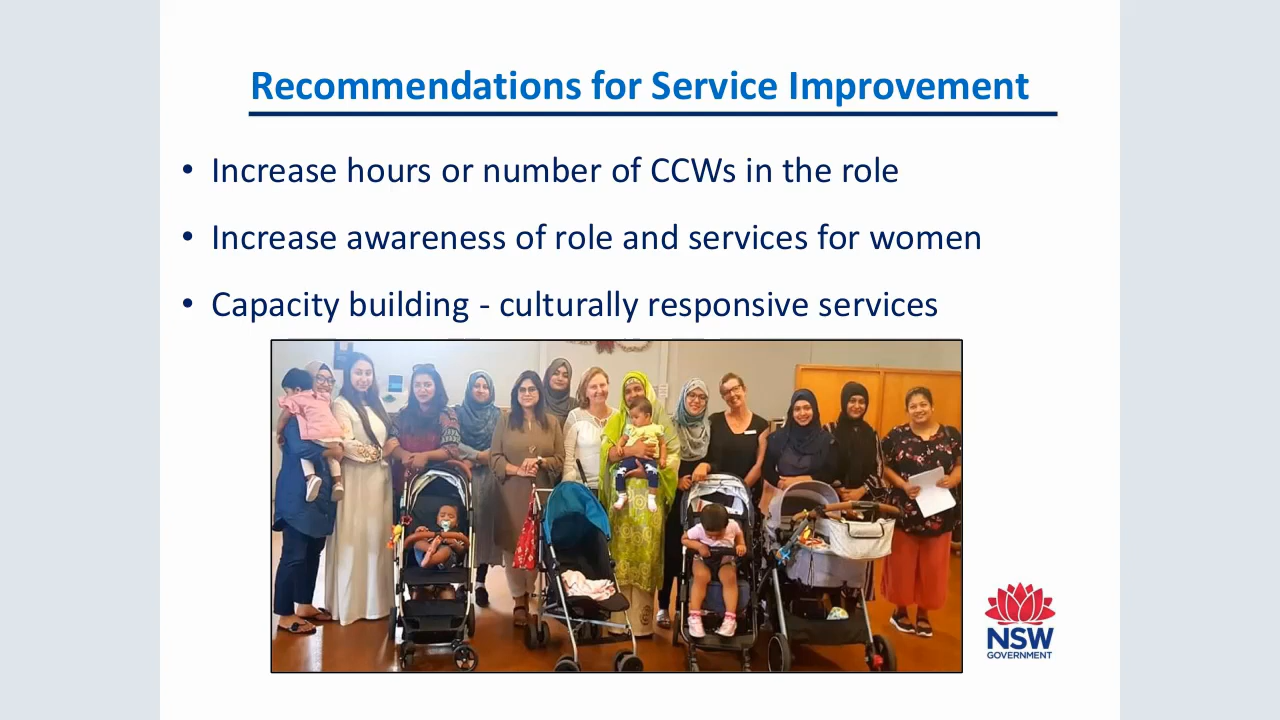 Recommendations for Service Improvement
• Increase hours or number of CCWs in the role
• Increase awareness of role and services for women
• Capacity building - culturally responsive services
NSW
GOVERNMENT